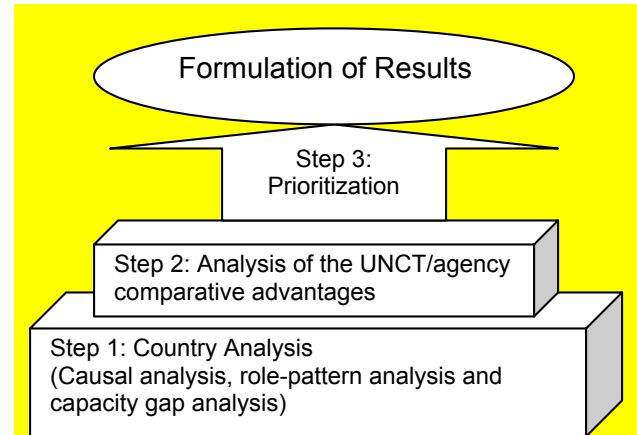 Formulation of Results
Step 3:
Prioritization
Step 2: Analysis of the UNCT/agency
comparative advantages
Step 1: Country Analysis
(Causal analysis, role-pattern analysis and
capacity gap analysis)